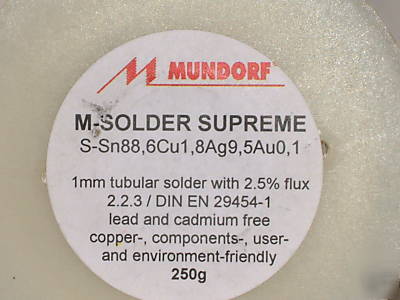 MUNDORF
M-SOLDER SUPREME
S-Sn88,6Cu1,8Ag9,5Au0,1
1mm tubular solder with 2.5% flux
2.2.3 / DIN EN 29454-1
lead and cadmium free
copper-, components-, user-
and environment-friendly
250g